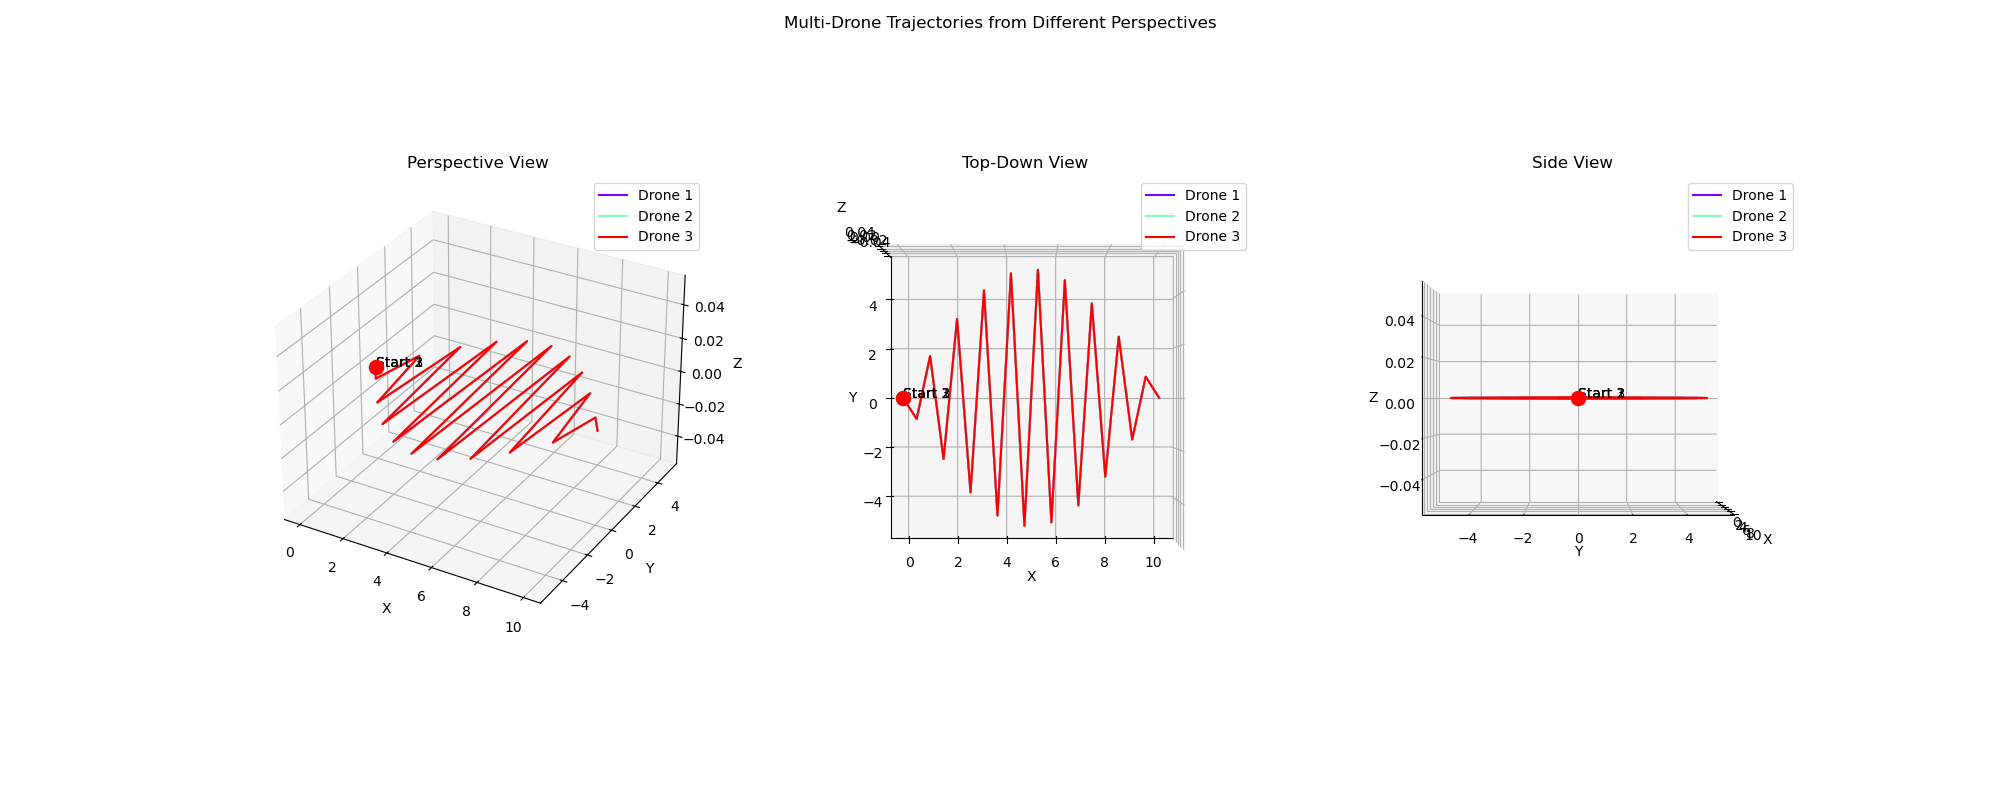 Multi-Drone Trajectories from Different Perspectives
Perspective View
Drone 1
Drone 2
Drone 3
Start
0.04
0.02
0.00
−0.02
−0.04
Z
0
2
4
6
8
10
X
−4
−2
0
2
4
Y
Top-Down View
Drone 1
Drone 2
Drone 3
Z
0.04
Start
4
2
0
−2
−4
Y
0
2
4
6
8
10
X
Side View
Drone 1
Drone 2
Drone 3
Start
0.04
0.02
0.00
−0.02
−0.04
Z
−4
−2
0
2
4
Y
0
10
X